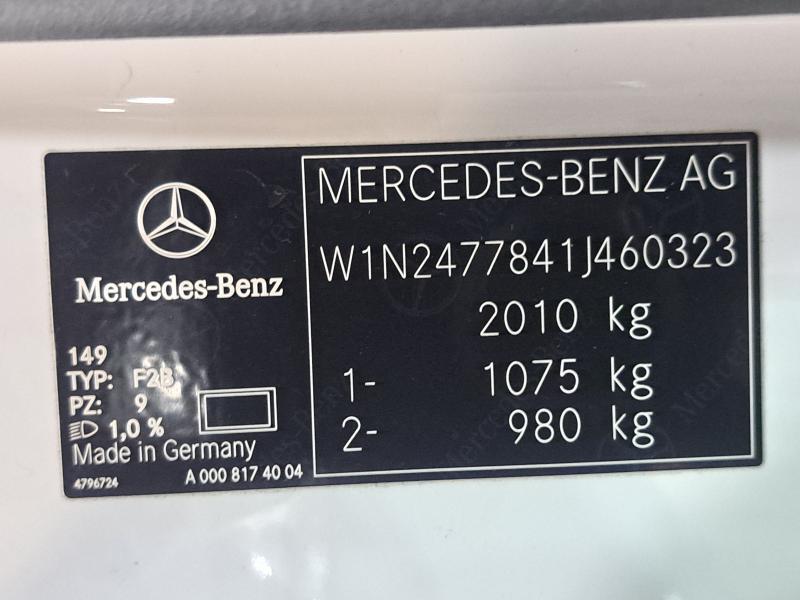 Mercedes-Benz
149
TYP: F2B
PZ: 9
1,0 %
Made in Germany
4796724 A 000 817 40 04
MERCEDES-BENZ AG
W1N2477841J460323
2010 kg
1- 1075 kg
2- 980 kg